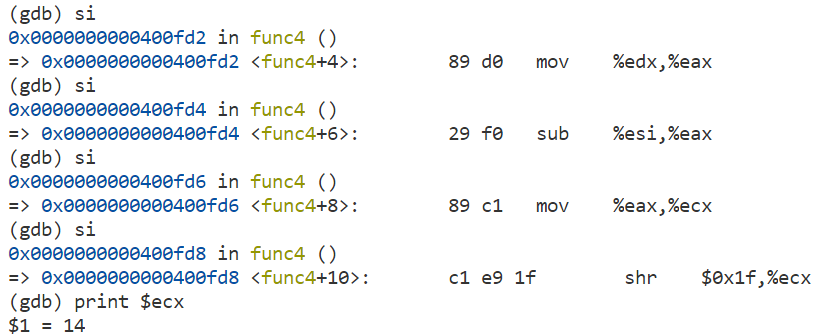 (gdb) si
0x0000000000400fd2 in func4 ()
=> 0x0000000000400fd2 <func4+4>: 89 d0 mov %edx,%eax
(gdb) si
0x0000000000400fd4 in func4 ()
=> 0x0000000000400fd4 <func4+6>: 29 f0 sub %esi,%eax
(gdb) si
0x0000000000400fd6 in func4 ()
=> 0x0000000000400fd6 <func4+8>: 89 c1 mov %eax,%ecx
(gdb) si
0x0000000000400fd8 in func4 ()
=> 0x0000000000400fd8 <func4+10>: c1 e9 1f shr $0x1f,%ecx
(gdb) print $ecx
$1 = 14